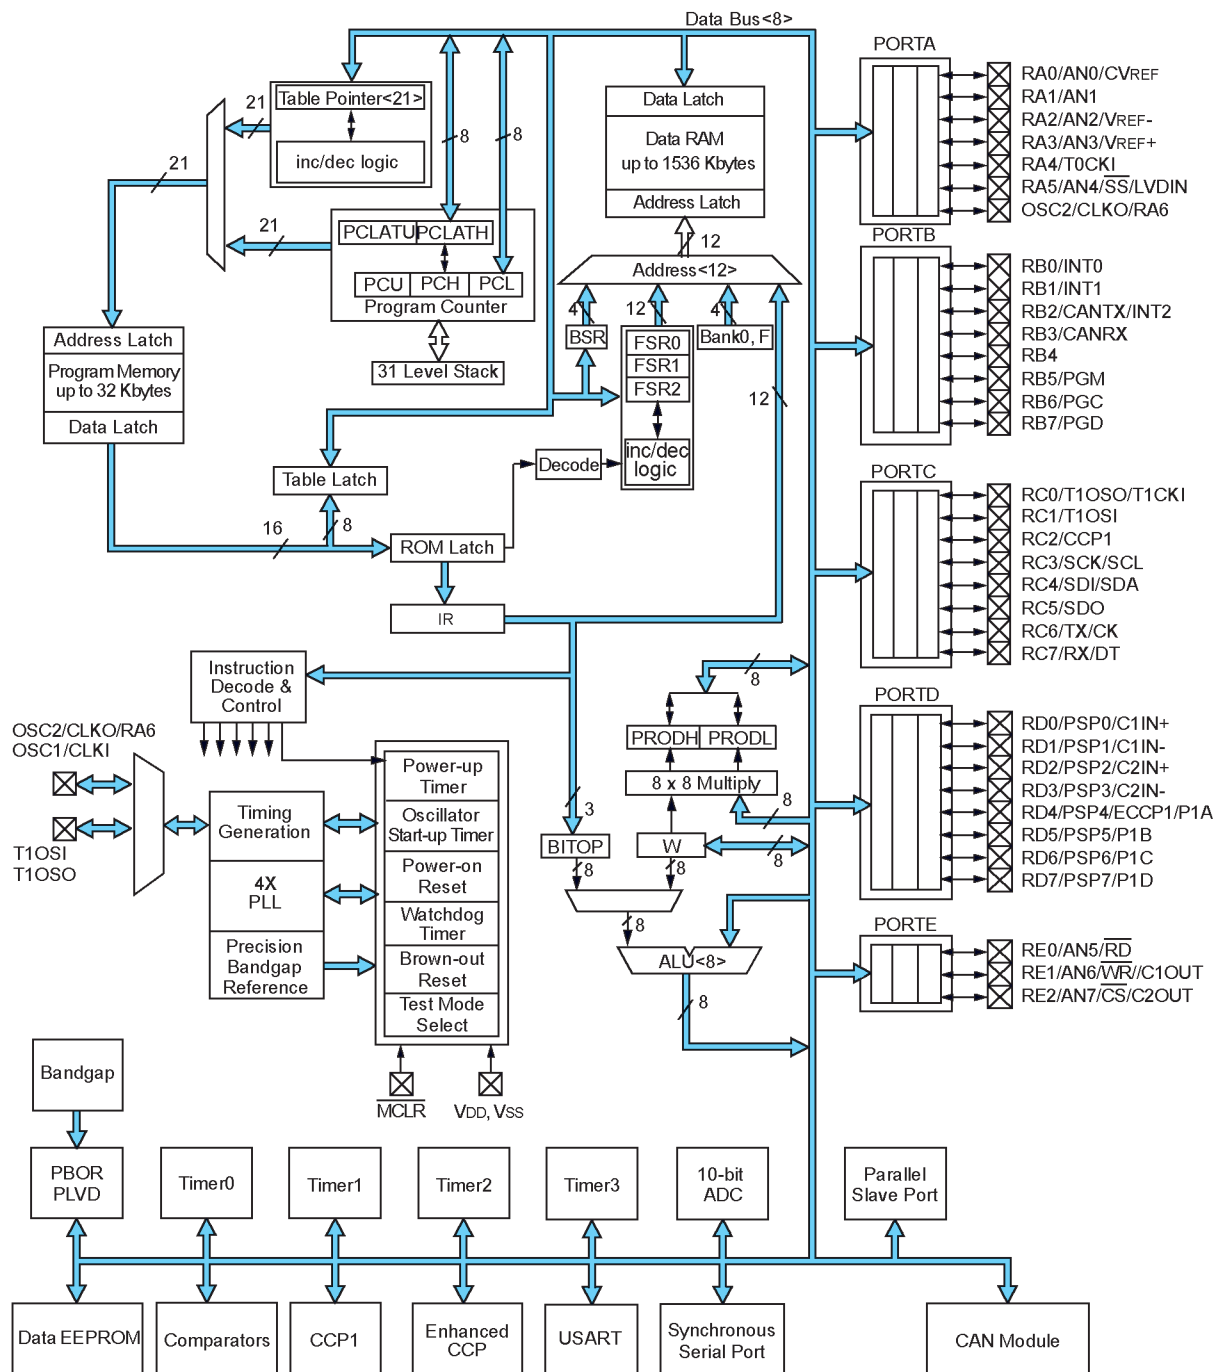 Data Bus<8>
PORTA
RA0/AN0/CVREF
RA1/AN1
RA2/AN2/VREF-
RA3/AN3/VREF+
RA4/T0CKI
RA5/AN4/SS/LVDIN
OSC2/CLKO/RA6
Table Pointer<21>
inc/dec logic
21
21
21
8
8
Data Latch
Data RAM
up to 1536 Kbytes
Address Latch
12
Address<12>
PCLATU
PCLATH
PCU
PCH
PCL
Program Counter
31 Level Stack
4
12
4
BSR
FSR0
FSR1
FSR2
inc/dec
logic
Bank0, F
12
PORTB
RB0/INT0
RB1/INT1
RB2/CANTX/INT2
RB3/CANRX
RB4
RB5/PGM
RB6/PGC
RB7/PGD
Address Latch
Program Memory
up to 32 Kbytes
Data Latch
Table Latch
Decode
16
8
ROM Latch
IR
PORTC
RC0/T1OSO/T1CKI
RC1/T1OSI
RC2/CCP1
RC3/SCK/SCL
RC4/SDI/SDA
RC5/SDO
RC6/TX/CK
RC7/RX/DT
Instruction
Decode &
Control
8
PRODH
PRODL
8 x 8 Multiply
8
3
BITOP
W
8
8
8
8
ALU<8>
8
PORTD
RD0/PSP0/C1IN+
RD1/PSP1/C1IN-
RD2/PSP2/C2IN+
RD3/PSP3/C2IN-
RD4/PSP4/ECCP1/P1A
RD5/PSP5/P1B
RD6/PSP6/P1C
RD7/PSP7/P1D
OSC2/CLKO/RA6
OSC1/CLKI
T1OSI
T1OSO
Timing
Generation
4X
PLL
Precision
Bandgap
Reference
Power-up
Timer
Oscillator
Start-up Timer
Power-on
Reset
Watchdog
Timer
Brown-out
Reset
Test Mode
Select
MCLR
VDD, VSS
PORTE
RE0/AN5/RD
RE1/AN6/WR//C1OUT
RE2/AN7/CS/C2OUT
Bandgap
PBOR
PLVD
Timer0
Timer1
Timer2
Timer3
10-bit
ADC
Parallel
Slave Port
Data EEPROM
Comparators
CCP1
Enhanced
CCP
USART
Synchronous
Serial Port
CAN Module